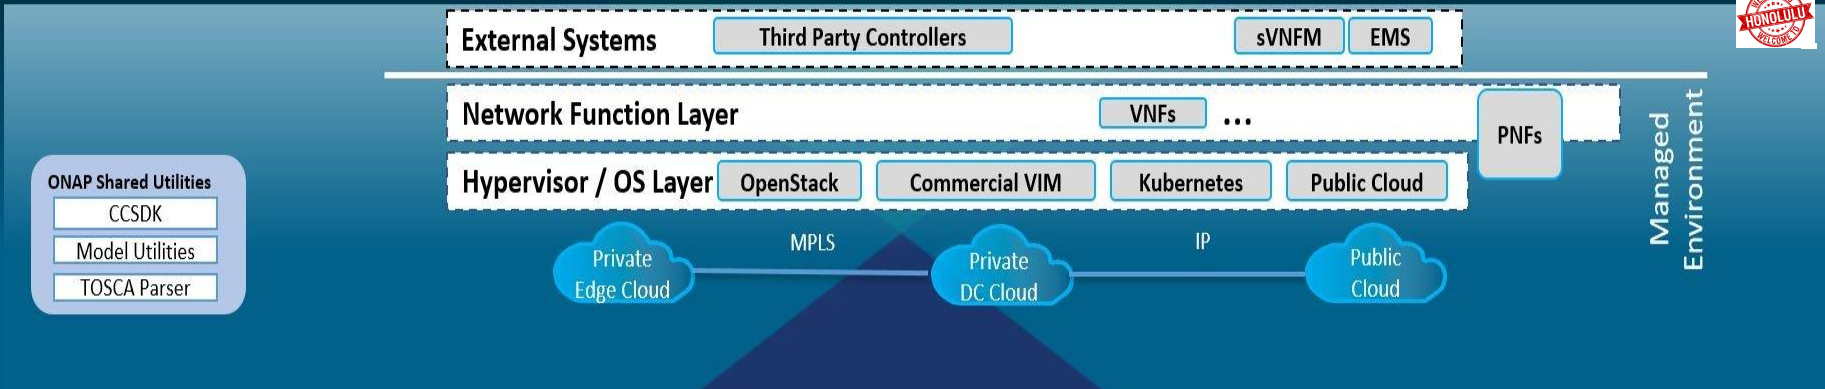 External Systems
Third Party Controllers
sVNFM
EMS
HONOLULU
WELCOME TO
Network Function Layer
VNFs
...
PNFs
Managed
Environment
Hypervisor / OS Layer
OpenStack
Commercial VIM
Kubernetes
Public Cloud
ONAP Shared Utilities
CCSDK
Model Utilities
TOSCA Parser
Private
Edge Cloud
MPLS
Private
DC Cloud
IP
Public
Cloud